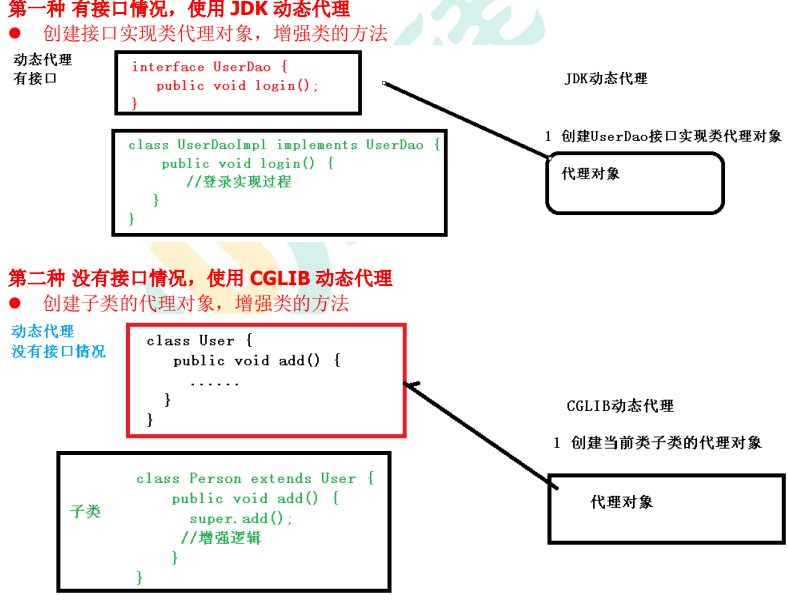 第一种 有接口情况，使用 JDK 动态代理
● 创建接口实现类代理对象，增强类的方法
动态代理
有接口
interface UserDao {
public void login();
}
JDK动态代理
1 创建UserDao接口实现类代理对象
代理对象
class UserDaoImpl implements UserDao {
public void login() {
//登录实现过程
}
}
第二种 没有接口情况，使用 CGLIB 动态代理
● 创建子类的代理对象，增强类的方法
动态代理
没有接口情况
class User {
public void add() {
......
}
}
CGLIB动态代理
1 创建当前类子类的代理对象
代理对象
子类
class Person extends User {
public void add() {
super.add();
//增强逻辑
}
}